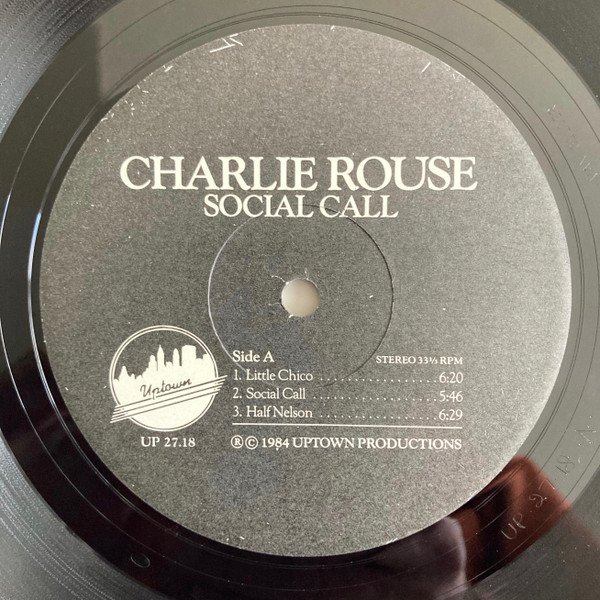 CHARLIE ROUSE
SOCIAL CALL
Side A STEREO 33⅓ RPM
1. Little Chico ........................ 6:20
2. Social Call ........................ 5:46
3. Half Nelson ........................ 6:29
Uptown
UP 27.18
®© 1984 UPTOWN PRODUCTIONS